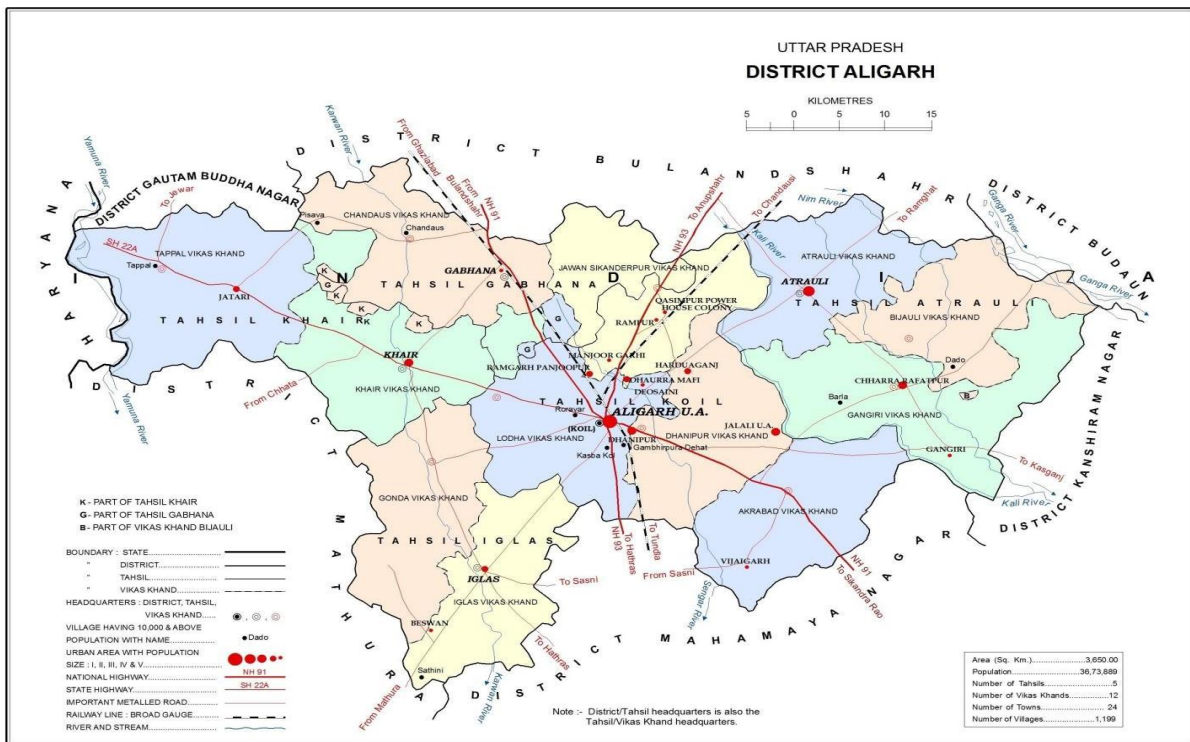 UTTAR PRADESH
DISTRICT ALIGARH
KILOMETRES
5 0 5 10 15
DISTRICT BULANDSHAHR
DISTRICT GAUTAM BUDDHA NAGAR
HARYANA
DISTRICT BUDAUN
DISTRICT KANSHIRAM NAGAR
DISTRICT MAHAMAYA NAGAR
DISTRICT MATHURA
INDIA
Yamuna River
To Jewar
Karwan River
From Ghaziabad
From Bulandshahr
NH 91
NH 93
To Anupshahr
To Chandausi
Nim River
Kali River
To Ramghat
Ganga River
Ganga River
SH 22A
TAPPAL VIKAS KHAND
Tappal
JATARI
TAHSIL KHAIR
Pisava
CHANDAUS VIKAS KHAND
Chandaus
GABHANA
TAHSIL GABHANA
K
G
K
K
K
K
G
G
JAWAN SIKANDERPUR VIKAS KHAND
QASIMPUR POWER
HOUSE COLONY
RAMPUR
MANJOOR GARHI
ATRAULI VIKAS KHAND
ATRAULI
TAHSIL ATRAULI
BIJAULI VIKAS KHAND
Dado
B
KHAIR
KHAIR VIKAS KHAND
From Chhata
Yamuna River
RAMGARH PANJOOPUR
HARDUAGANJ
DHAURRA MAFI
DEOSAINI
TAHSIL KOIL
ALIGARH U.A.
(KOIL)
Roravar
LODHA VIKAS KHAND
DHANIPUR
DHANIPUR VIKAS KHAND
Gambhirpura Dehat
Kasba Kol
JALALI U.A.
CHHARRA RAFATPUR
Barla
GANGIRI VIKAS KHAND
GANGIRI
To Kasganj
Kali River
GONDA VIKAS KHAND
TAHSIL IGLAS
IGLAS
IGLAS VIKAS KHAND
BESWAN
Sathini
To Sasni
To Hathras
From Mathura
Karwan River
NH 93
To Hathras
To Tundla
From Sasni
Sengar River
AKRABAD VIKAS KHAND
VIJAIGARH
NH 91
To Sikandra Rao
K - PART OF TAHSIL KHAIR
G - PART OF TAHSIL GABHANA
B - PART OF VIKAS KHAND BIJAULI
BOUNDARY : STATE
" DISTRICT
" TAHSIL
" VIKAS KHAND
HEADQUARTERS : DISTRICT, TAHSIL,
VIKAS KHAND
VILLAGE HAVING 10,000 & ABOVE
POPULATION WITH NAME Dado
URBAN AREA WITH POPULATION
SIZE : I, II, III, IV & V
NATIONAL HIGHWAY NH 91
STATE HIGHWAY SH 22A
IMPORTANT METALLED ROAD
RAILWAY LINE : BROAD GAUGE
RIVER AND STREAM
Note :- District/Tahsil headquarters is also the
Tahsil/Vikas Khand headquarters.
Area (Sq. Km.) 3,650.00
Population 36,73,889
Number of Tahsils 5
Number of Vikas Khands 12
Number of Towns 24
Number of Villages 1,199